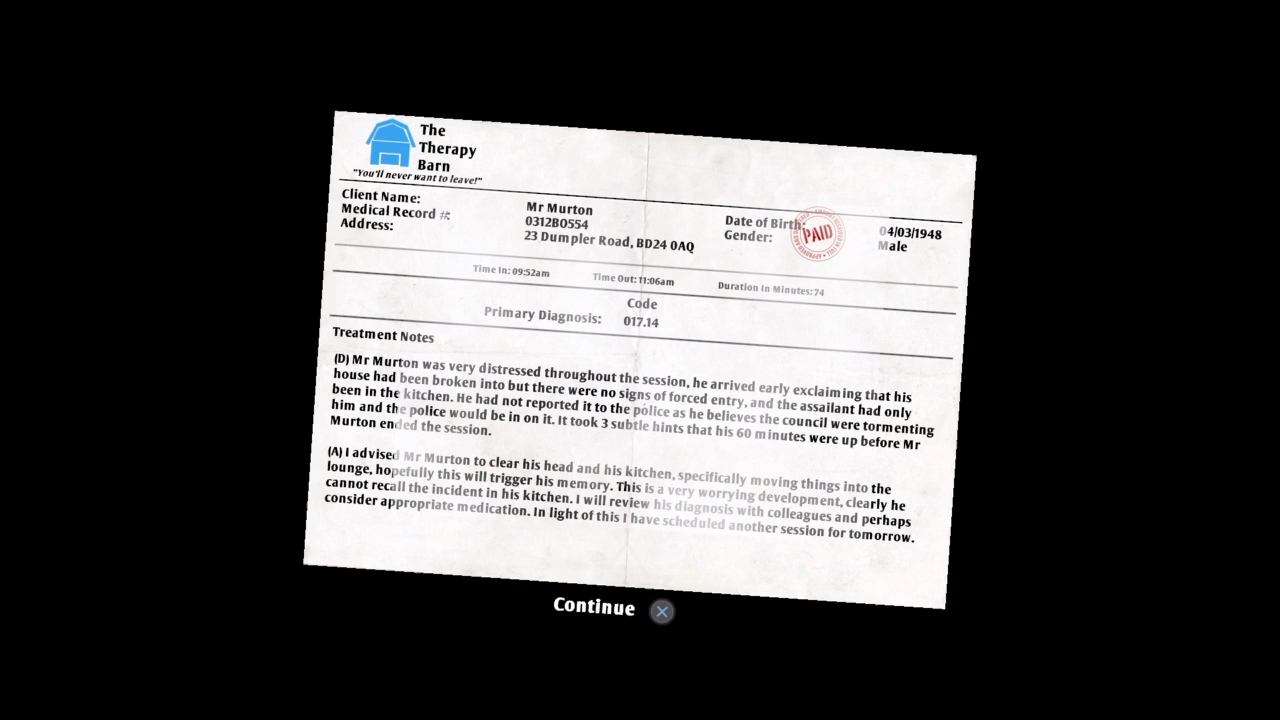 The
Therapy
Barn
"You'll never want to leave!"
Client Name: Mr Murton Date of Birth: 04/03/1948
Medical Record #: 0312B0554 Gender: Male
Address: 23 Dumpler Road, BD24 0AQ
PAID
Time In: 09:52am Time Out: 11:06am Duration In Minutes: 74
Code
Primary Diagnosis: 017.14
Treatment Notes
(D) Mr Murton was very distressed throughout the session, he arrived early exclaiming that his
house had been broken into but there were no signs of forced entry, and the assailant had only
been in the kitchen. He had not reported it to the police as he believes the council were tormenting
him and the police would be in on it. It took 3 subtle hints that his 60 minutes were up before Mr
Murton ended the session.
(A) I advised Mr Murton to clear his head and his kitchen, specifically moving things into the
lounge, hopefully this will trigger his memory. This is a very worrying development, clearly he
cannot recall the incident in his kitchen. I will review his diagnosis with colleagues and perhaps
consider appropriate medication. In light of this I have scheduled another session for tomorrow.
Continue